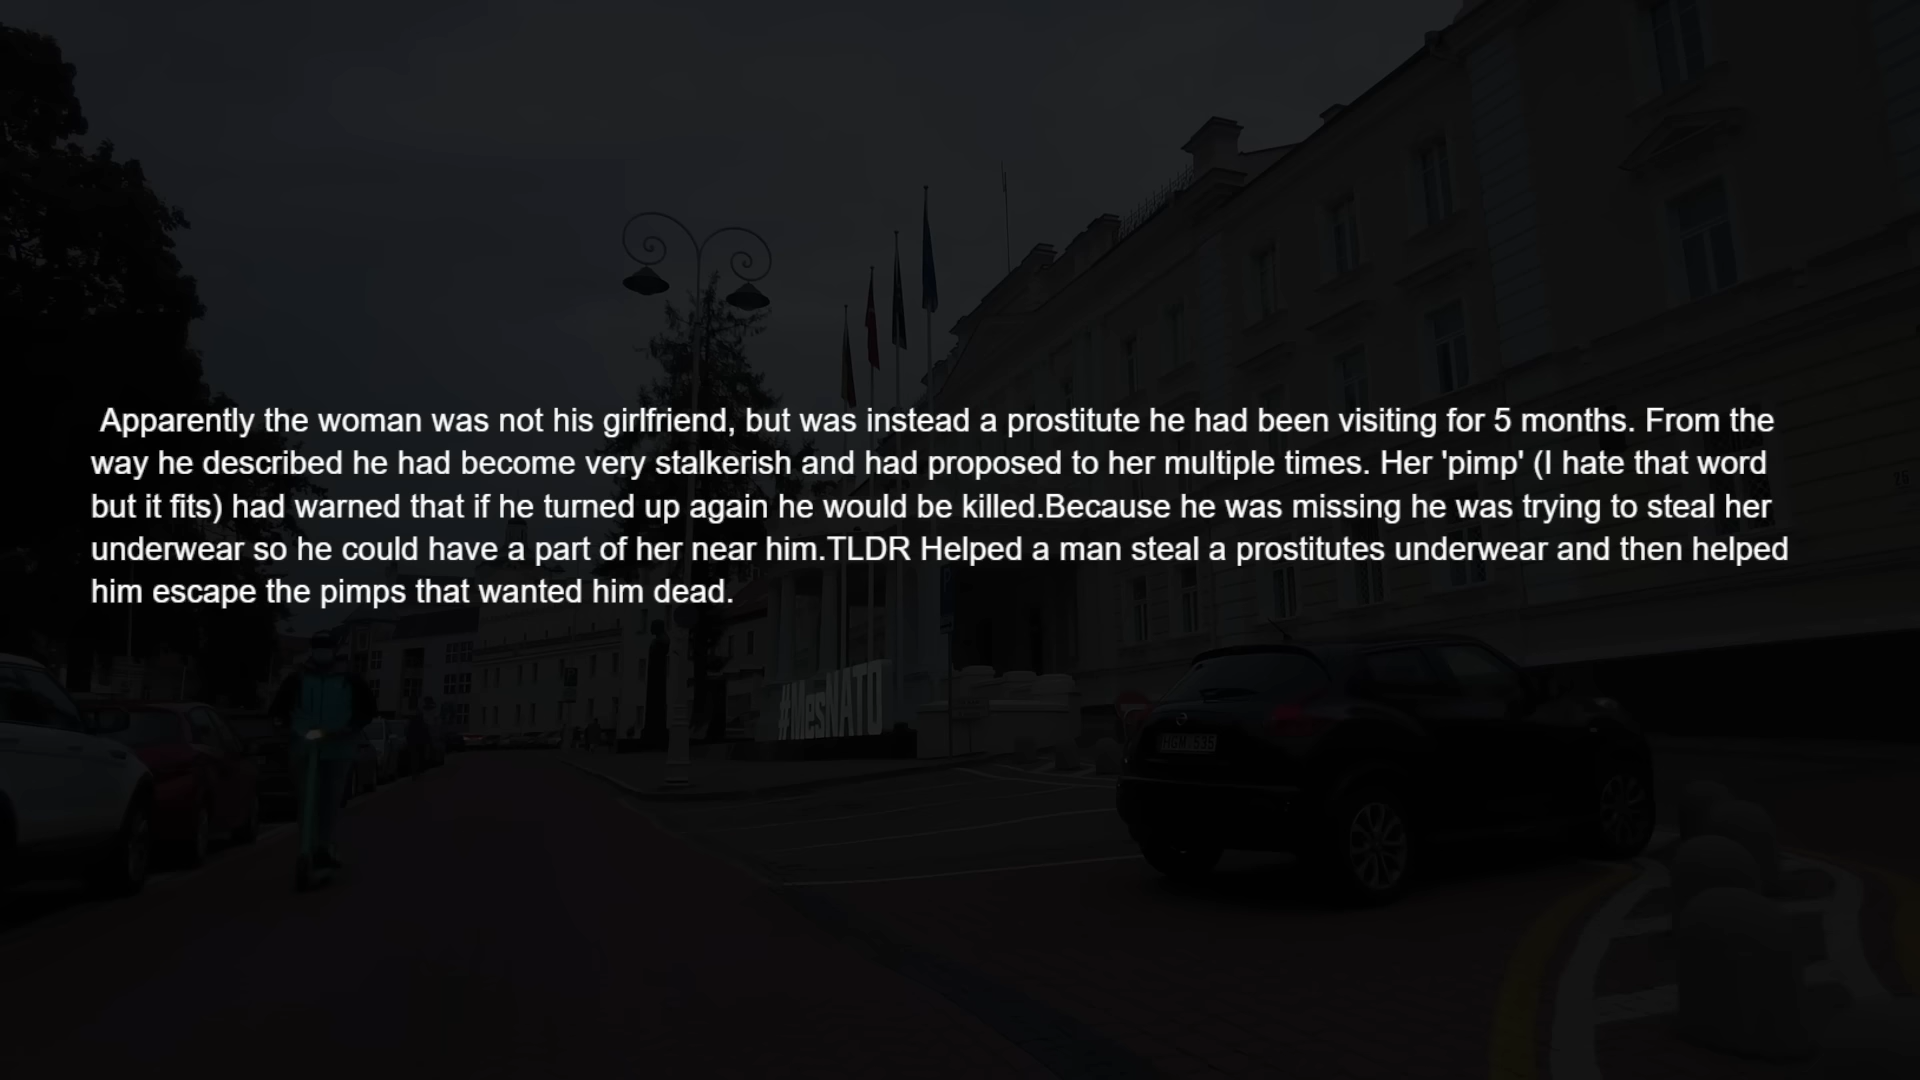 Apparently the woman was not his girlfriend, but was instead a prostitute he had been visiting for 5 months. From the
way he described he had become very stalkerish and had proposed to her multiple times. Her 'pimp' (I hate that word
but it fits) had warned that if he turned up again he would be killed.Because he was missing he was trying to steal her
underwear so he could have a part of her near him.TLDR Helped a man steal a prostitutes underwear and then helped
him escape the pimps that wanted him dead.
#MesNATO